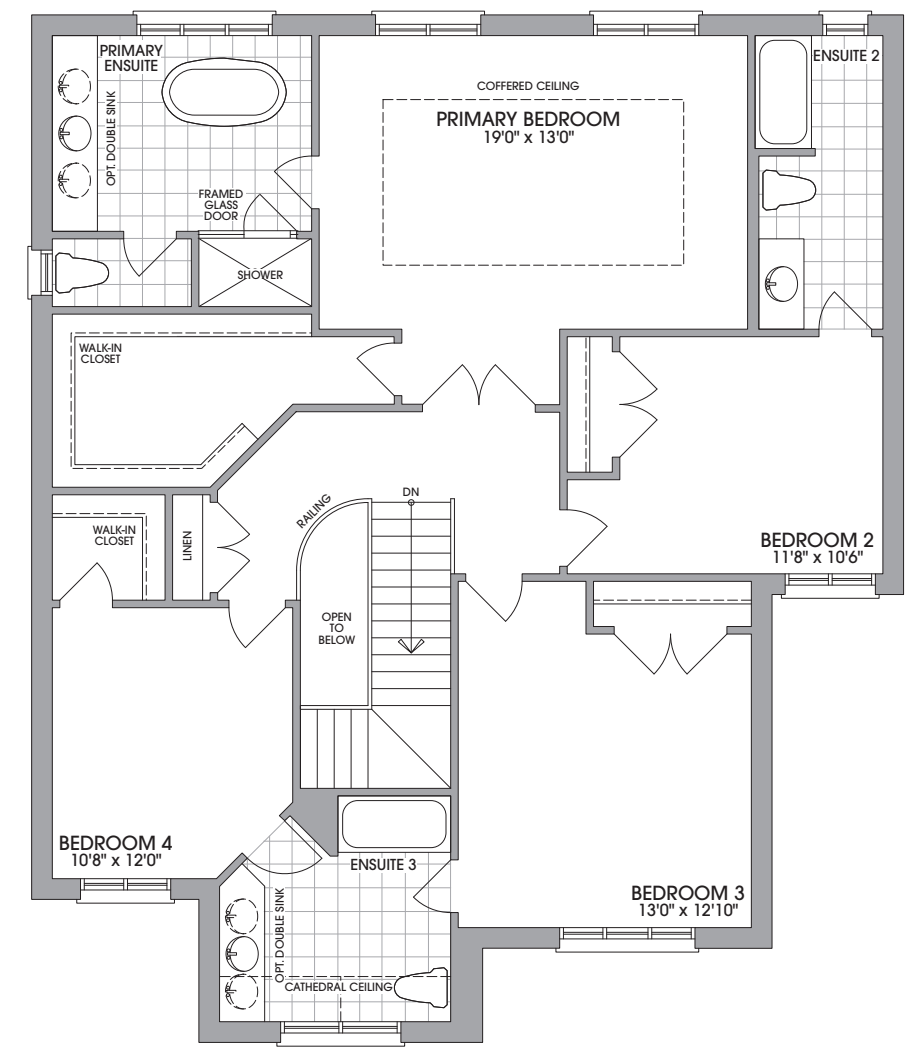 PRIMARY
ENSUITE
OPT. DOUBLE SINK
FRAMED
GLASS
DOOR
SHOWER
COFFERED CEILING
PRIMARY BEDROOM
19'0" x 13'0"
ENSUITE 2
WALK-IN
CLOSET
WALK-IN
CLOSET
LINEN
RAILING
DN
OPEN
TO
BELOW
BEDROOM 2
11'8" x 10'6"
BEDROOM 4
10'8" x 12'0"
ENSUITE 3
OPT. DOUBLE SINK
CATHEDRAL CEILING
BEDROOM 3
13'0" x 12'10"